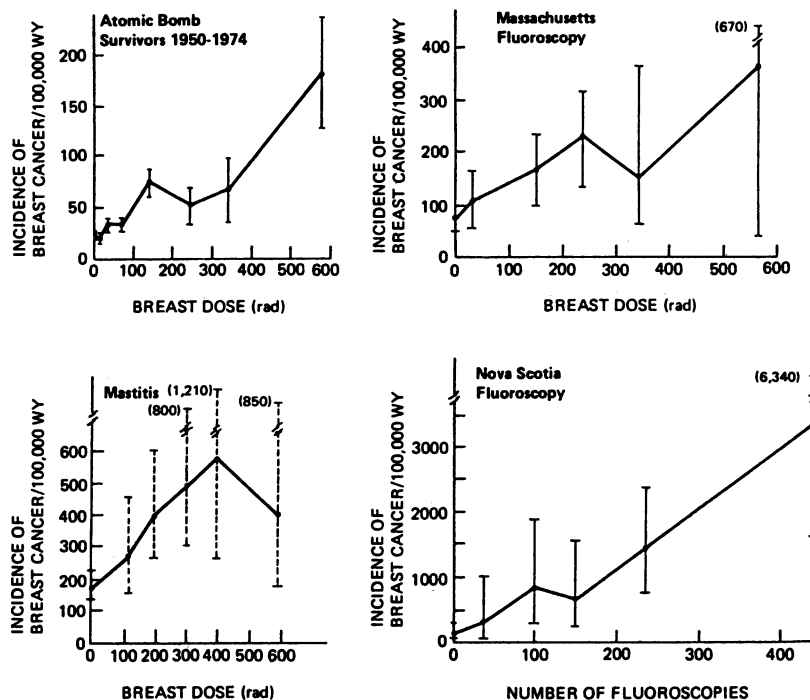 Atomic Bomb
Survivors 1950-1974
INCIDENCE OF
BREAST CANCER/100,000 WY
200
150
100
50
0
0 100 200 300 400 500 600
BREAST DOSE (rad)
Massachusetts
Fluoroscopy
(670)
INCIDENCE OF
BREAST CANCER/100,000 WY
400
300
200
100
0
0 100 200 300 400 500 600
BREAST DOSE (rad)
Mastitis
(1,210)
(800)
(850)
INCIDENCE OF
BREAST CANCER/100,000 WY
600
500
400
300
200
100
0
0 100 200 300 400 500 600
BREAST DOSE (rad)
Nova Scotia
Fluoroscopy
(6,340)
INCIDENCE OF
BREAST CANCER/100,000 WY
3000
2000
1000
0
0 100 200 300 400
NUMBER OF FLUOROSCOPIES